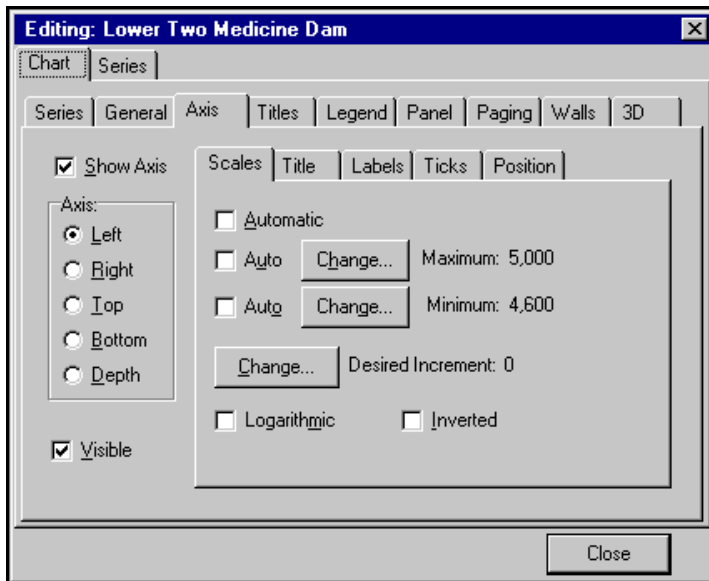 Editing: Lower Two Medicine Dam
Chart Series
Series General Axis Titles Legend Panel Paging Walls 3D
Show Axis
Scales Title Labels Ticks Position
Axis:
Left
Right
Top
Bottom
Depth
Visible
Automatic
Auto Change... Maximum: 5,000
Auto Change... Minimum: 4,600
Change... Desired Increment: 0
Logarithmic Inverted
Close